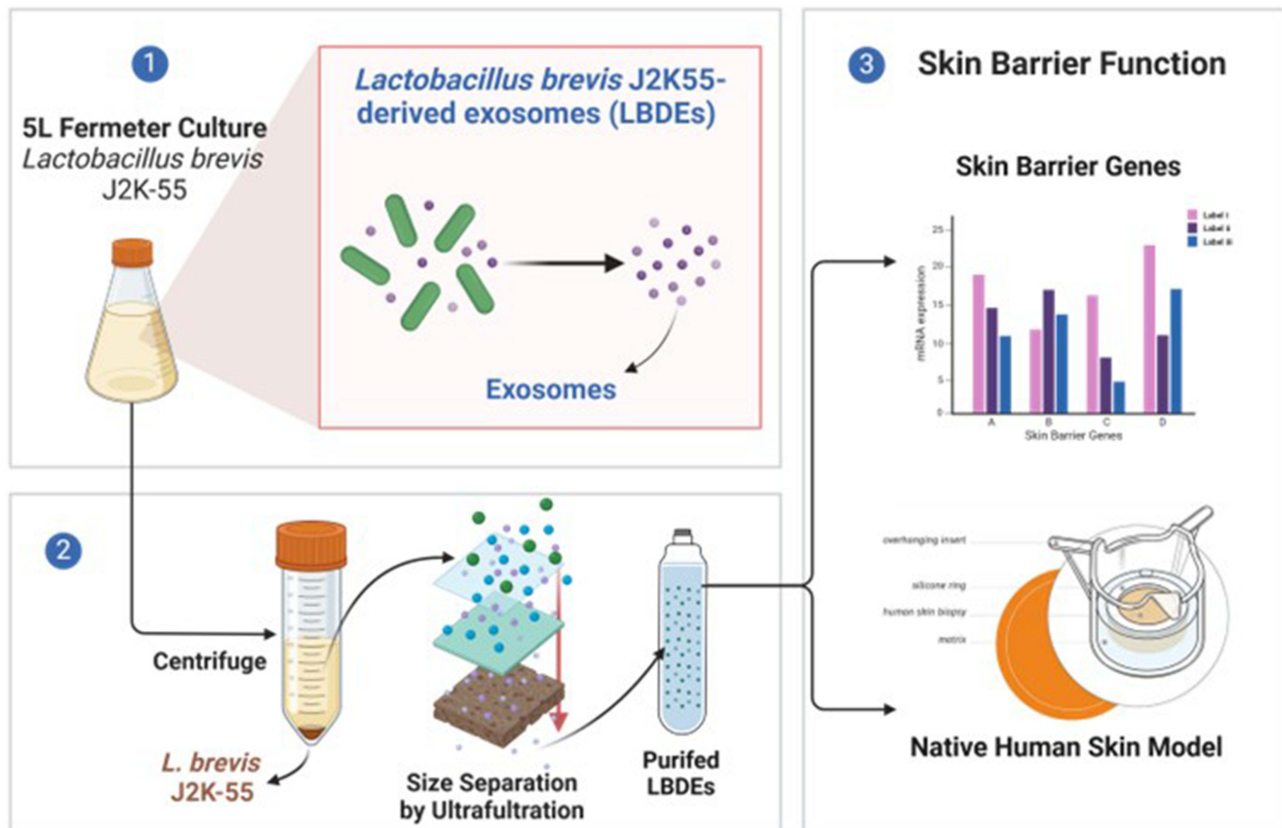 1
5L Fermeter Culture
Lactobacillus brevis
J2K-55
Lactobacillus brevis J2K55-
derived exosomes (LBDEs)
Exosomes
2
Centrifuge
L. brevis
J2K-55
Size Separation
by Ultrafultration
Purifed
LBDEs
3 Skin Barrier Function
Skin Barrier Genes
Label i
Label ii
Label iii
mRNA expression
25
20
15
10
5
0
A B C D
Skin Barrier Genes
overhanging insert
silicone ring
human skin biopsy
matrix
Native Human Skin Model